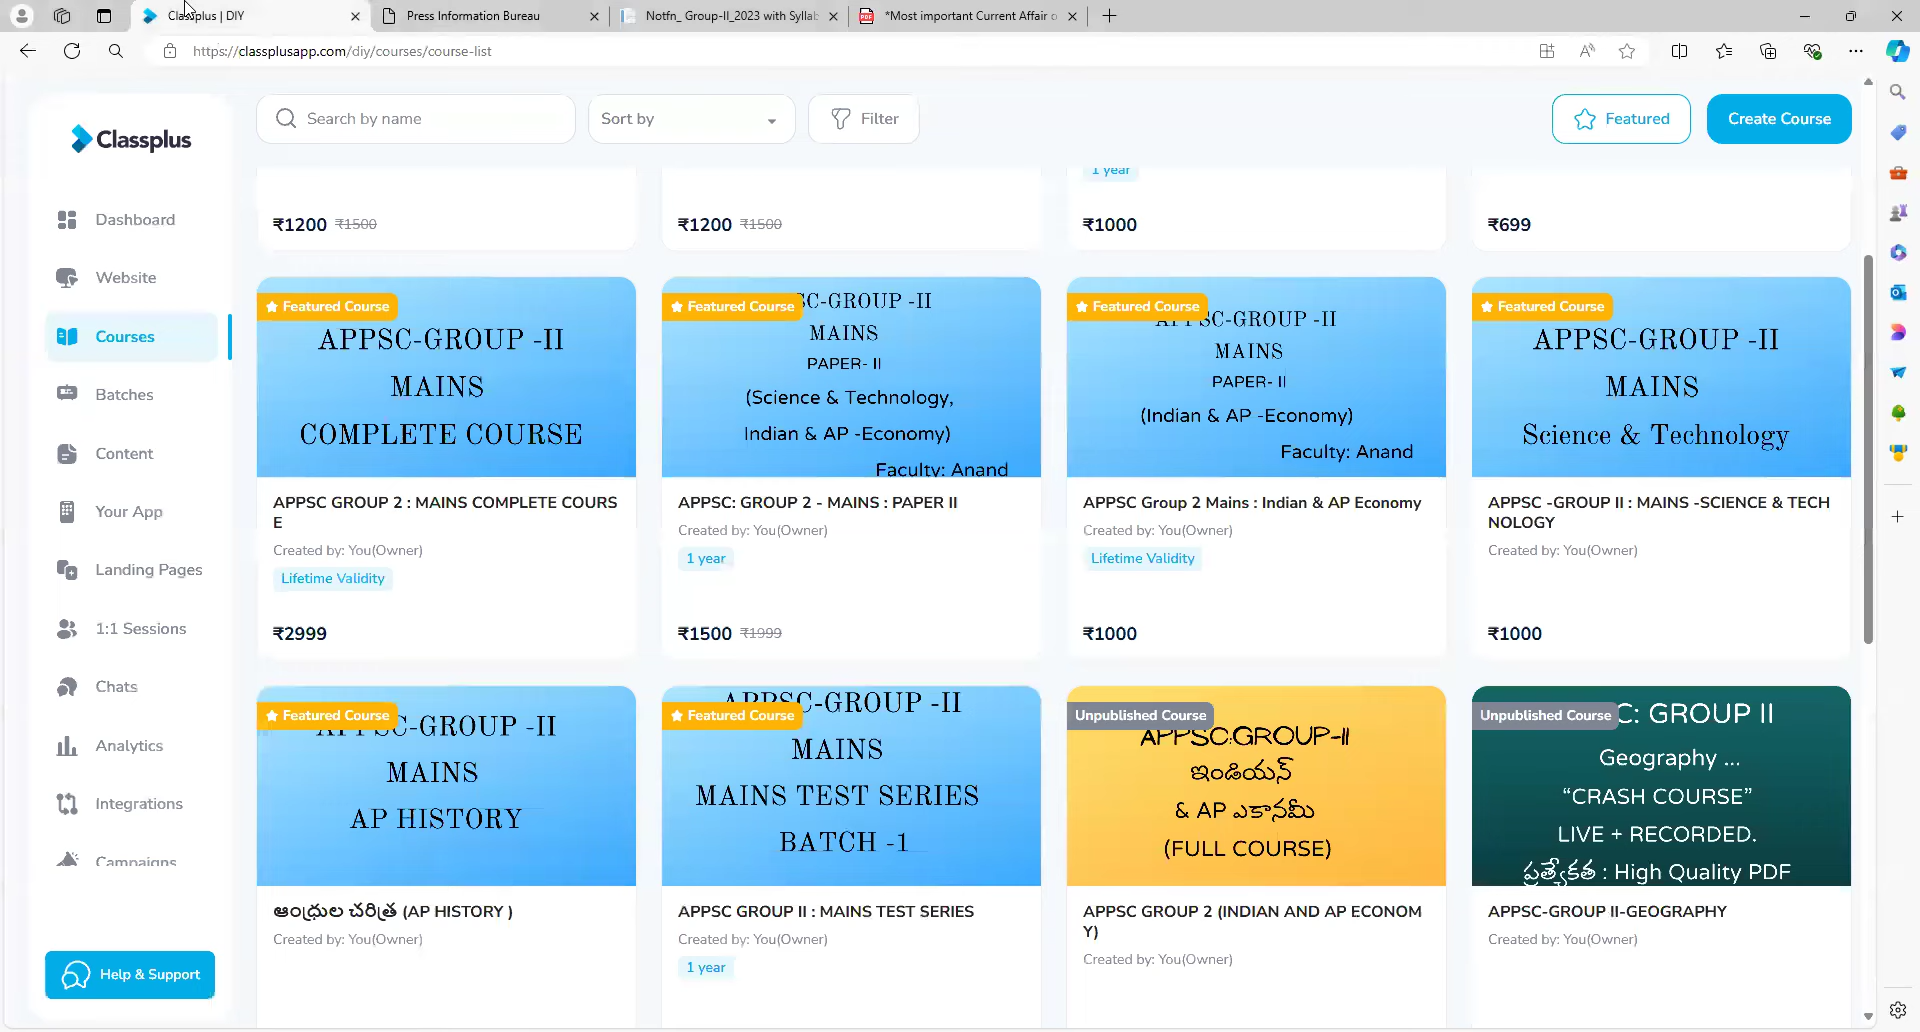 Classplus | DIY
Press Information Bureau
Notfn_ Group-II_2023 with Syllab
*Most important Current Affair o
https://classplusapp.com/diy/courses/course-list
Classplus
Search by name
Sort by
Filter
Featured
Create Course
Dashboard
Website
Courses
Batches
Content
Your App
Landing Pages
1:1 Sessions
Chats
Analytics
Integrations
Campaigns
Help & Support
1 year
₹1200 ₹1500
₹1200 ₹1500
₹1000
₹699
Featured Course
APPSC-GROUP -II
MAINS
COMPLETE COURSE
APPSC GROUP 2 : MAINS COMPLETE COURS
E
Created by: You(Owner)
Lifetime Validity
₹2999
Featured Course
SC-GROUP -II
MAINS
PAPER- II
(Science & Technology,
Indian & AP -Economy)
Faculty: Anand
APPSC: GROUP 2 - MAINS : PAPER II
Created by: You(Owner)
1 year
₹1500 ₹1999
Featured Course
APPSC-GROUP -II
MAINS
PAPER- II
(Indian & AP -Economy)
Faculty: Anand
APPSC Group 2 Mains : Indian & AP Economy
Created by: You(Owner)
Lifetime Validity
₹1000
Featured Course
APPSC-GROUP -II
MAINS
Science & Technology
APPSC -GROUP II : MAINS -SCIENCE & TECH
NOLOGY
Created by: You(Owner)
₹1000
Featured Course
APPSC-GROUP -II
MAINS
AP HISTORY
ఆంధ్రుల చరిత్ర (AP HISTORY )
Created by: You(Owner)
Featured Course
APPSC-GROUP -II
MAINS
MAINS TEST SERIES
BATCH -1
APPSC GROUP II : MAINS TEST SERIES
Created by: You(Owner)
1 year
Unpublished Course
APPSC:GROUP-II
ఇండియన్
& AP ఎకానమీ
(FULL COURSE)
APPSC GROUP 2 (INDIAN AND AP ECONOM
Y)
Created by: You(Owner)
Unpublished Course
C: GROUP II
Geography ...
“CRASH COURSE”
LIVE + RECORDED.
ప్రత్యేకత : High Quality PDF
APPSC-GROUP II-GEOGRAPHY
Created by: You(Owner)